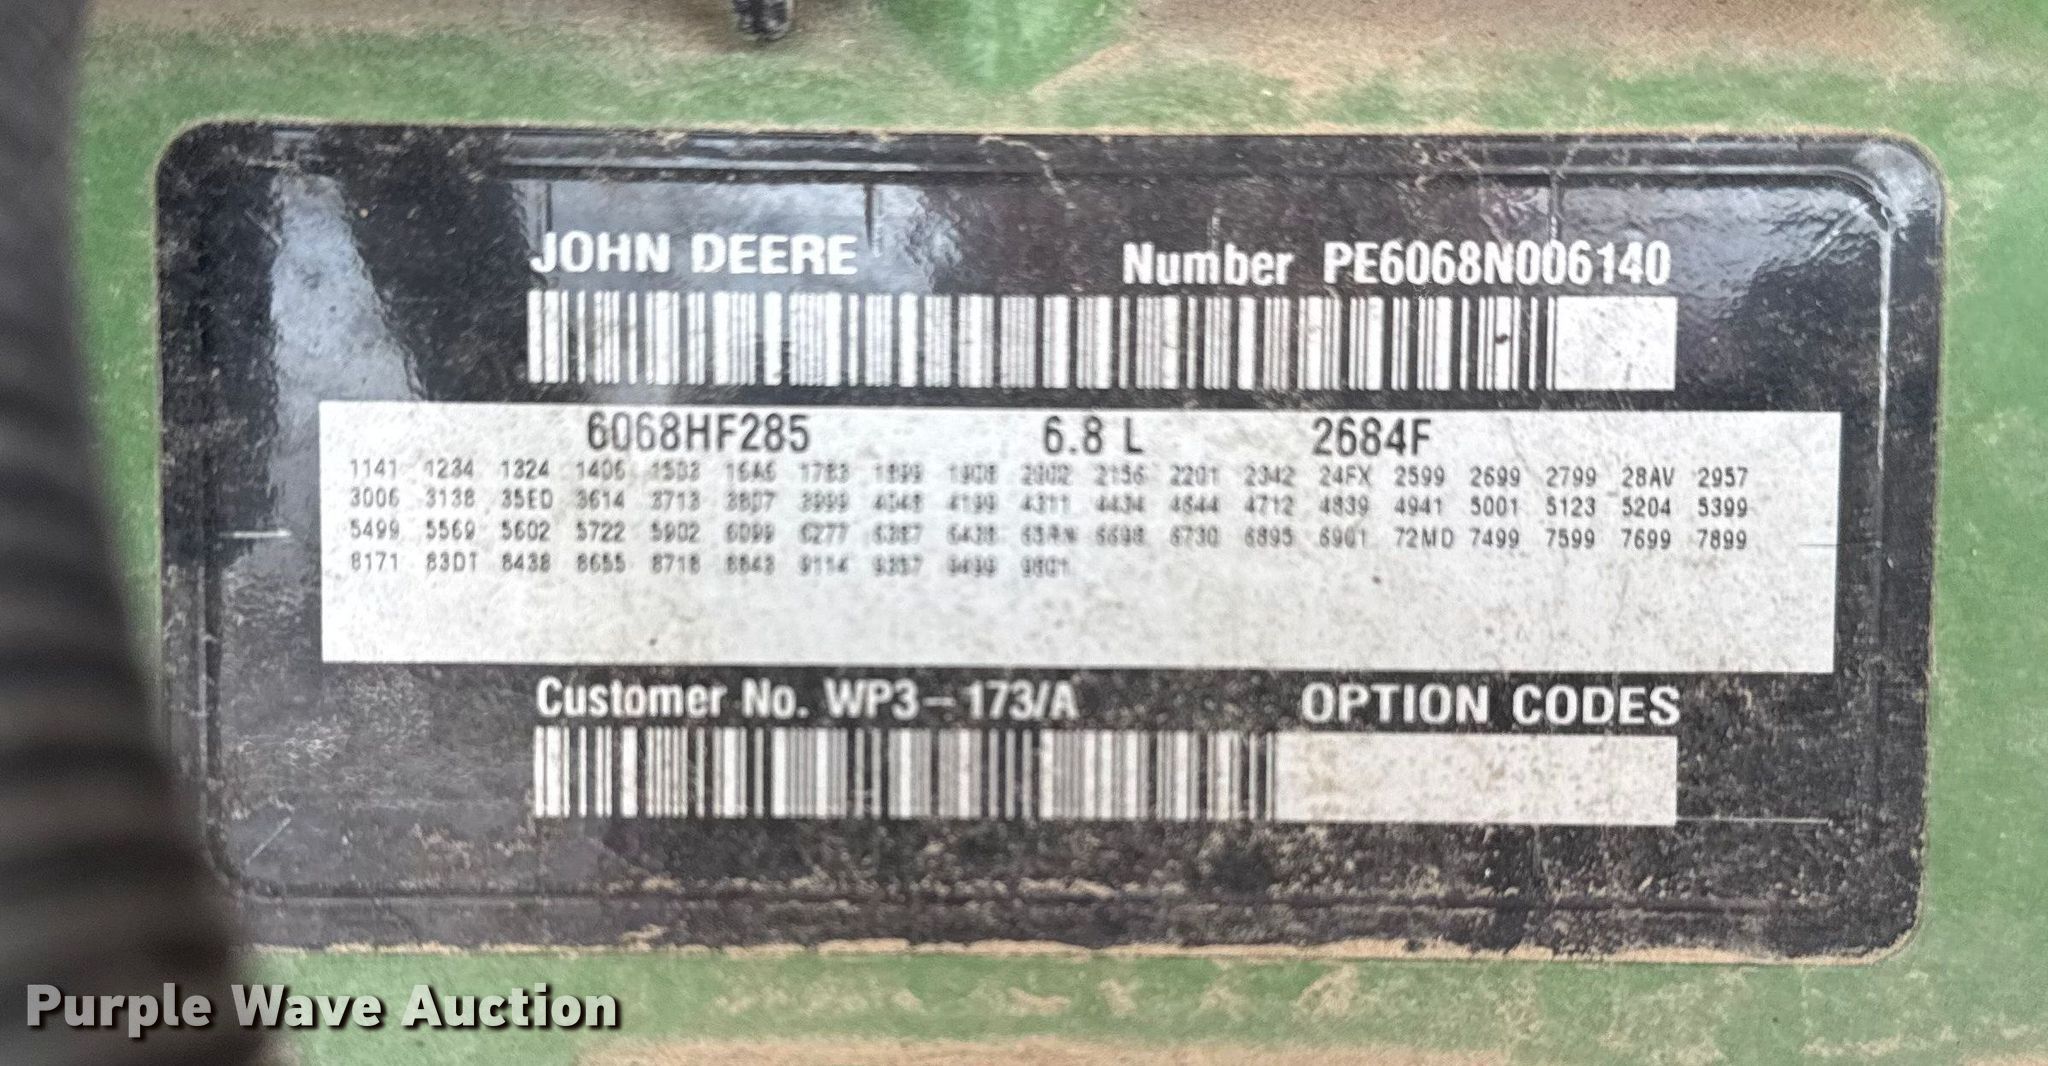 JOHN DEERE Number PE6068N006140
6068HF285 6.8 L 2684F
1141 1234 1324 1406 1503 16A6 1783 1899 1908 2002 2156 2201 2342 24FX 2599 2699 2799 28AV 2957
3006 3138 35ED 3614 3713 3807 3999 4048 4199 4311 4434 4644 4712 4839 4941 5001 5123 5204 5399
5499 5569 5602 5722 5902 6099 6277 6387 6438 6698 6730 6895 6901 72MD 7499 7599 7699 7899
8171 83DT 8438 8655 8718 8843 9114 9357 9499 9801
Customer No. WP3-173/A OPTION CODES
Purple Wave Auction